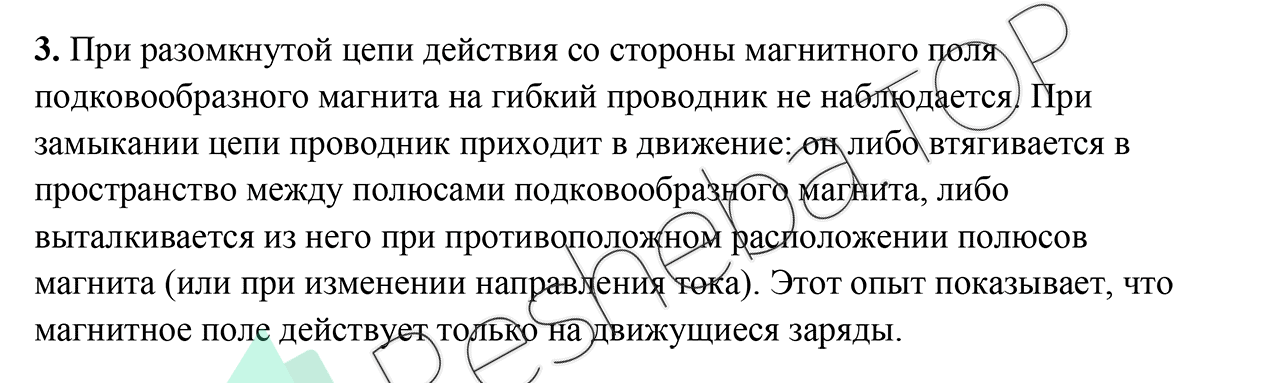 3. При разомкнутой цепи действия со стороны магнитного поля
подковообразного магнита на гибкий проводник не наблюдается. При
замыкании цепи проводник приходит в движение: он либо втягивается в
пространство между полюсами подковообразного магнита, либо
выталкивается из него при противоположном расположении полюсов
магнита (или при изменении направления тока). Этот опыт показывает, что
магнитное поле действует только на движущиеся заряды.
Resheba TOP